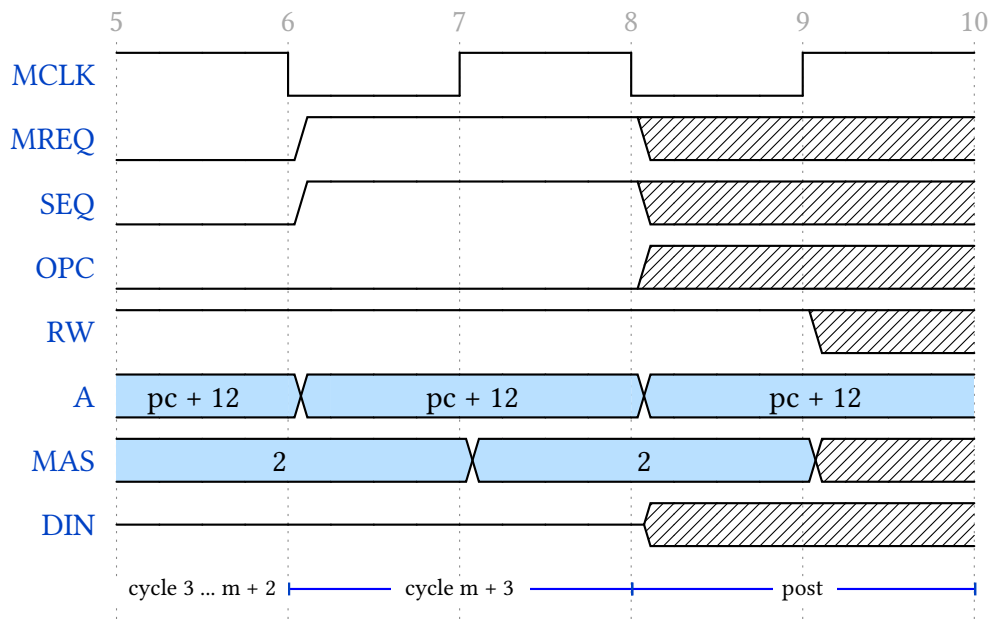 5 6 7 8 9 10
MCLK
MREQ
SEQ
OPC
RW
A pc + 12 pc + 12 pc + 12
MAS 2 2
DIN
cycle 3 ... m + 2 cycle m + 3 post